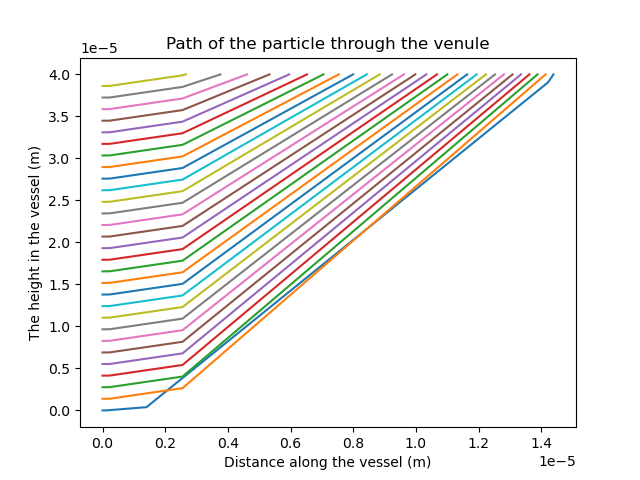 Path of the particle through the venule
1e−5
4.0
3.5
3.0
2.5
2.0
1.5
1.0
0.5
0.0
The height in the vessel (m)
0.0 0.2 0.4 0.6 0.8 1.0 1.2 1.4
1e−5
Distance along the vessel (m)